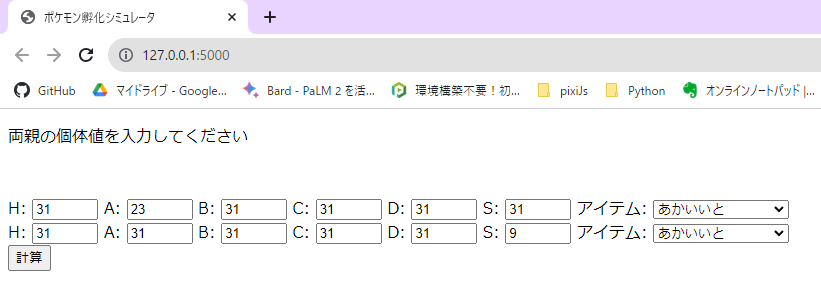 ポケモン孵化シミュレータ
127.0.0.1:5000
GitHub マイドライブ - Google... Bard - PaLM 2 を活... 環境構築不要！初... pixiJs Python オンラインノートパッド |...
両親の個体値を入力してください
H: 31 A: 23 B: 31 C: 31 D: 31 S: 31 アイテム: あかいいと
H: 31 A: 31 B: 31 C: 31 D: 31 S: 9 アイテム: あかいいと
計算